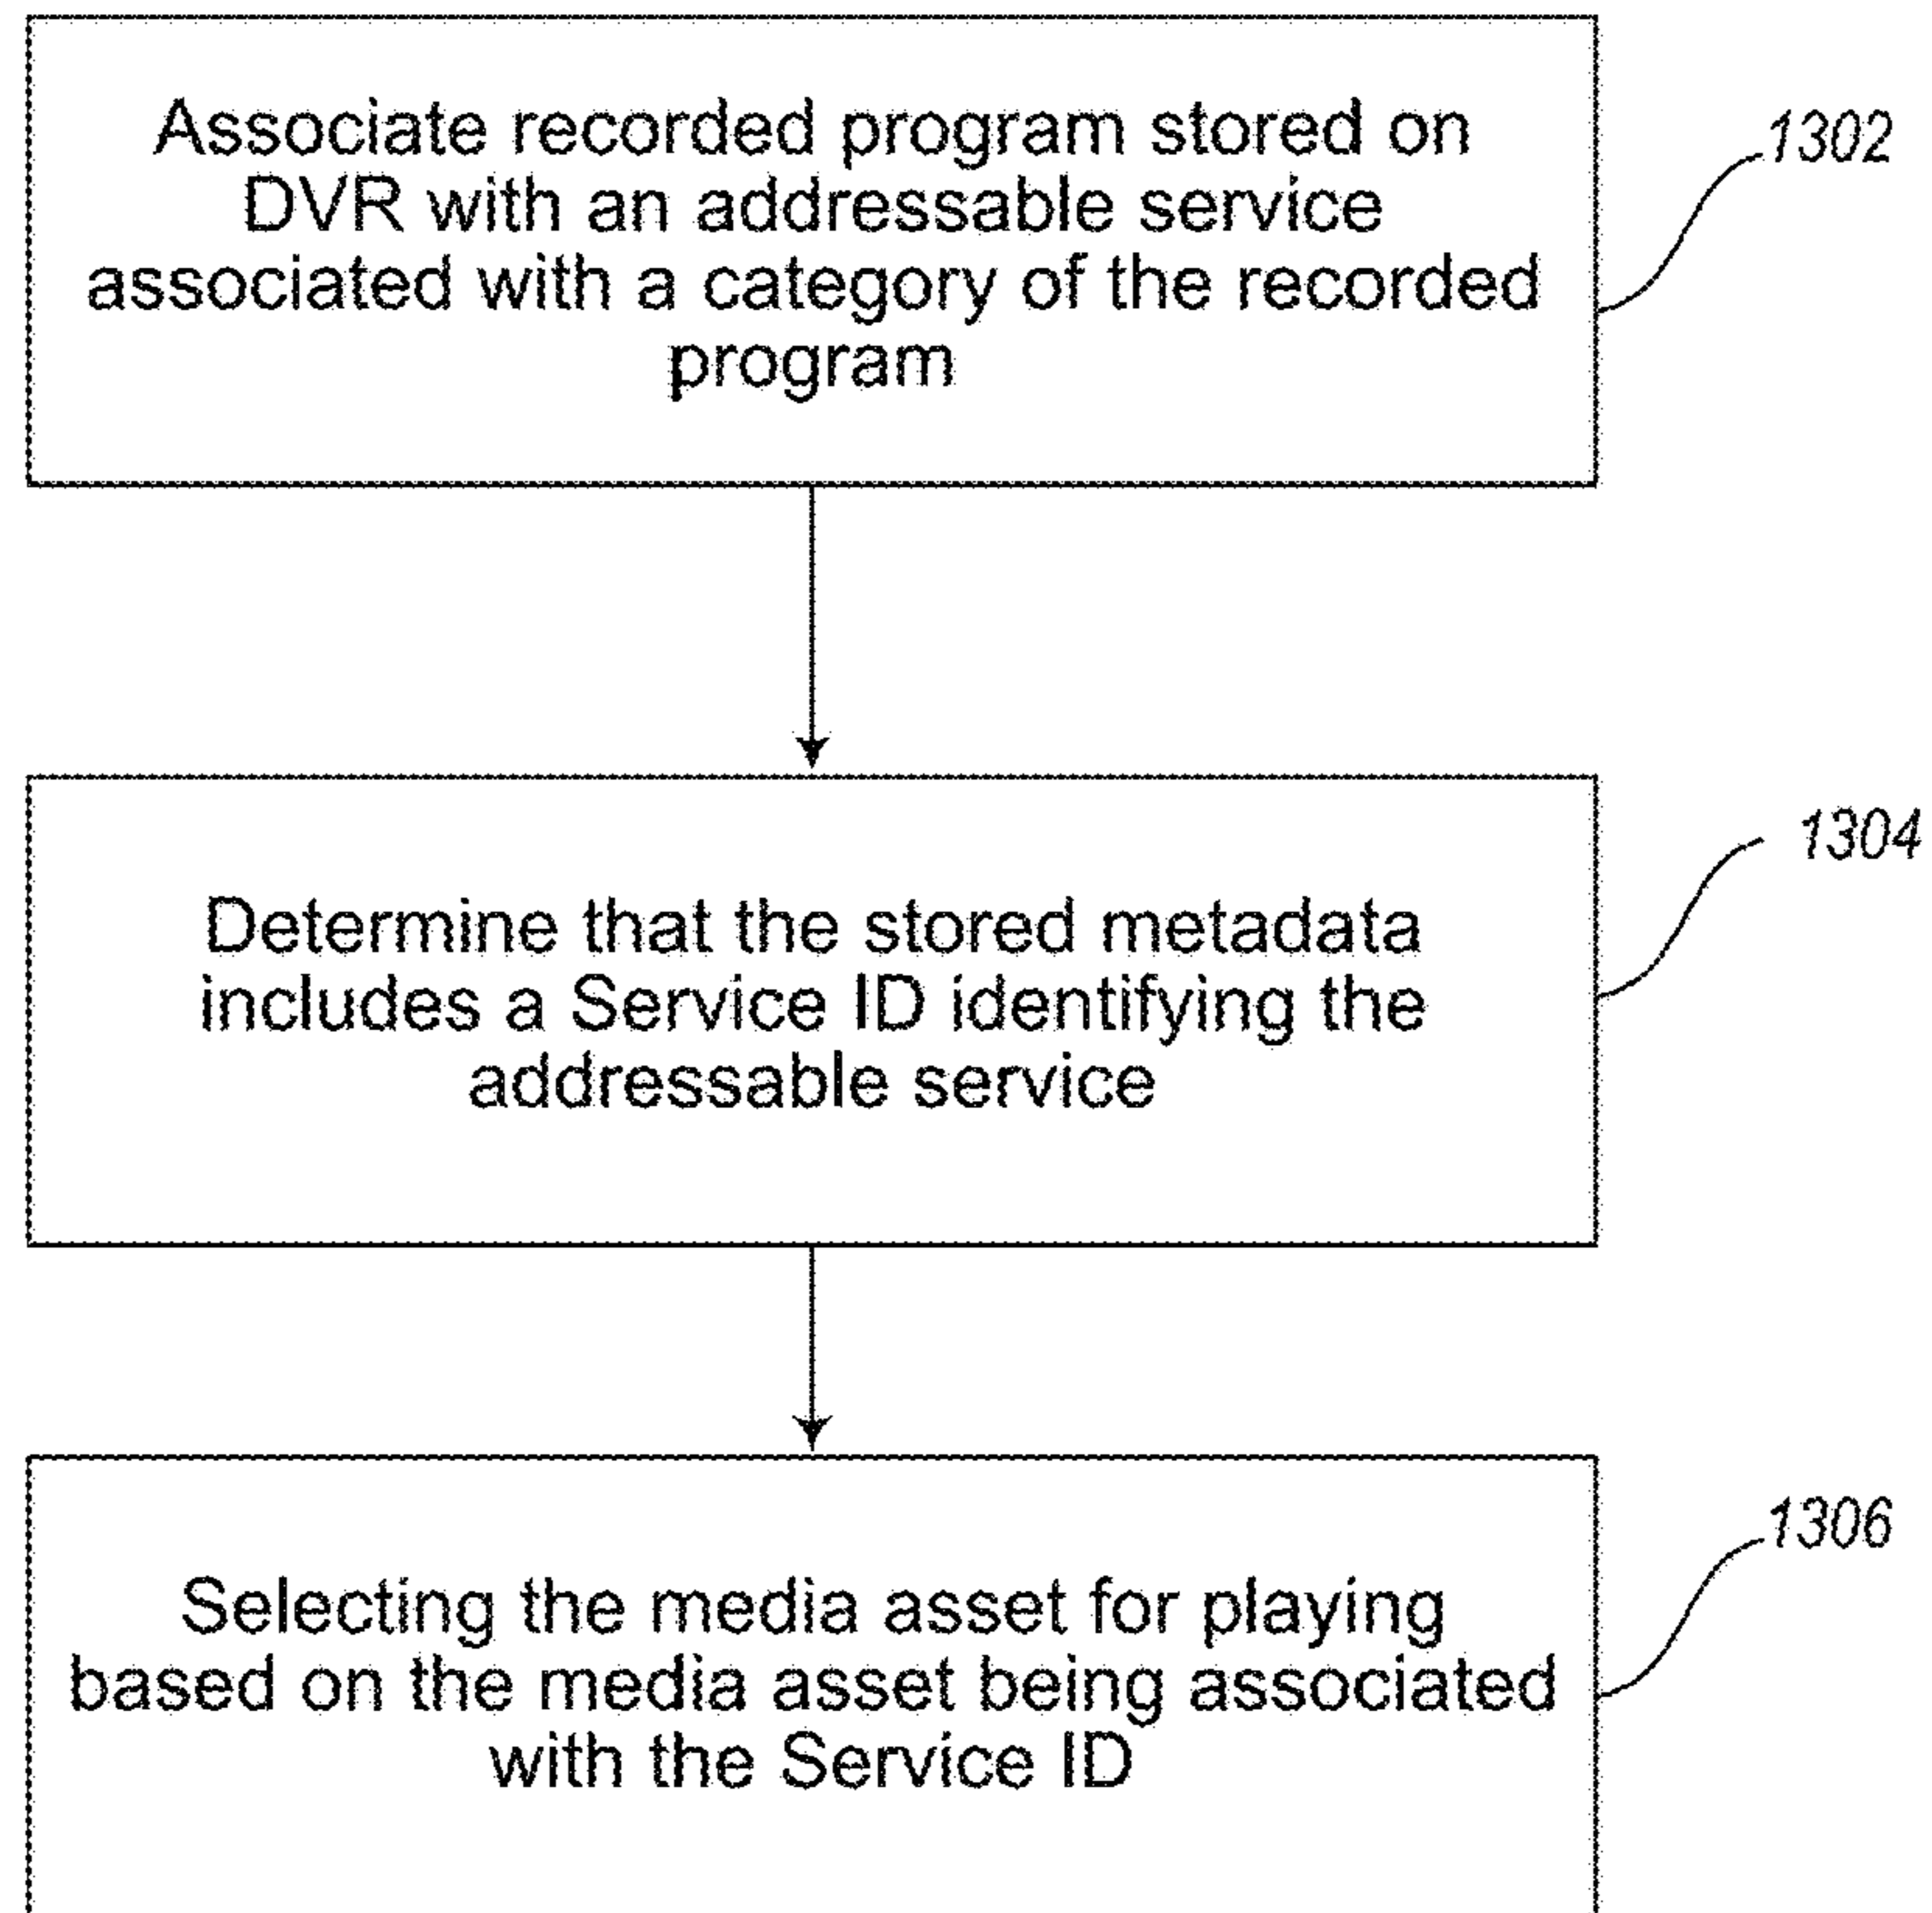 Associate recorded program stored on
DVR with an addressable service
associated with a category of the recorded
program
1302
Determine that the stored metadata
includes a Service ID identifying the
addressable service
1304
Selecting the media asset for playing
based on the media asset being associated
with the Service ID
1306